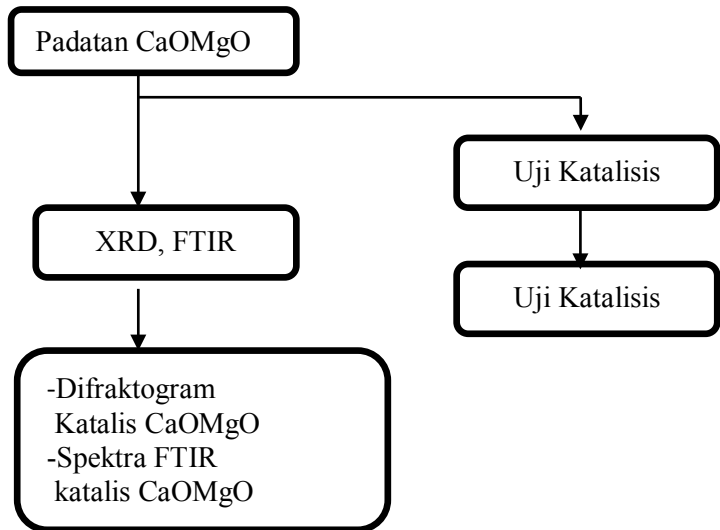 Padatan CaOMgO
Uji Katalisis
XRD, FTIR
Uji Katalisis
-Difraktogram
Katalis CaOMgO
-Spektra FTIR
katalis CaOMgO